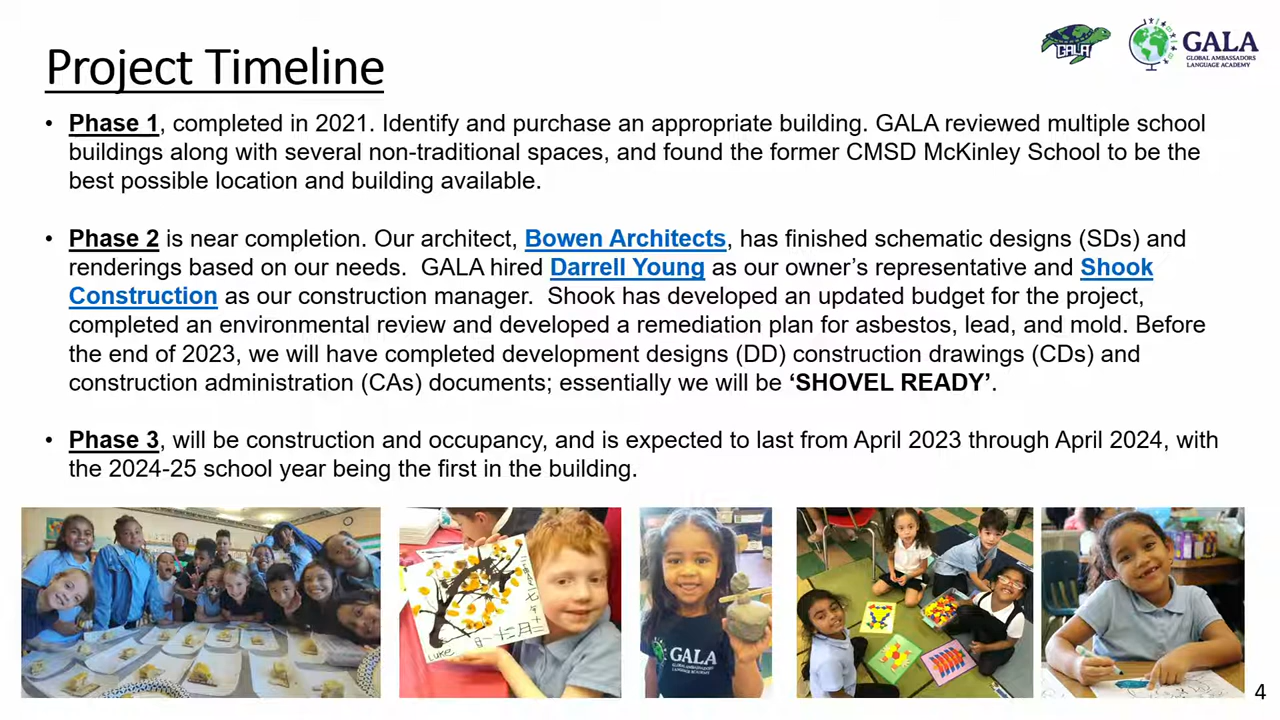 Project Timeline
GALA
GALA
GLOBAL AMBASSADORS
LANGUAGE ACADEMY
• Phase 1, completed in 2021. Identify and purchase an appropriate building. GALA reviewed multiple school
buildings along with several non-traditional spaces, and found the former CMSD McKinley School to be the
best possible location and building available.
• Phase 2 is near completion. Our architect, Bowen Architects, has finished schematic designs (SDs) and
renderings based on our needs.  GALA hired Darrell Young as our owner’s representative and Shook
Construction as our construction manager.  Shook has developed an updated budget for the project,
completed an environmental review and developed a remediation plan for asbestos, lead, and mold. Before
the end of 2023, we will have completed development designs (DD) construction drawings (CDs) and
construction administration (CAs) documents; essentially we will be ‘SHOVEL READY’.
• Phase 3, will be construction and occupancy, and is expected to last from April 2023 through April 2024, with
the 2024-25 school year being the first in the building.
Luke
GALA
GLOBAL AMBASSADORS
LANGUAGE ACADEMY
4